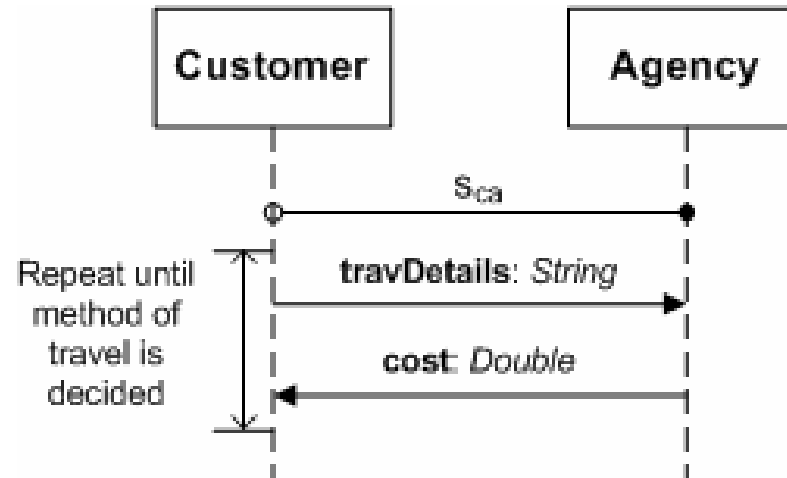 Customer
Agency
Sca
travDetails: String
Repeat until
method of
travel is
decided
cost: Double